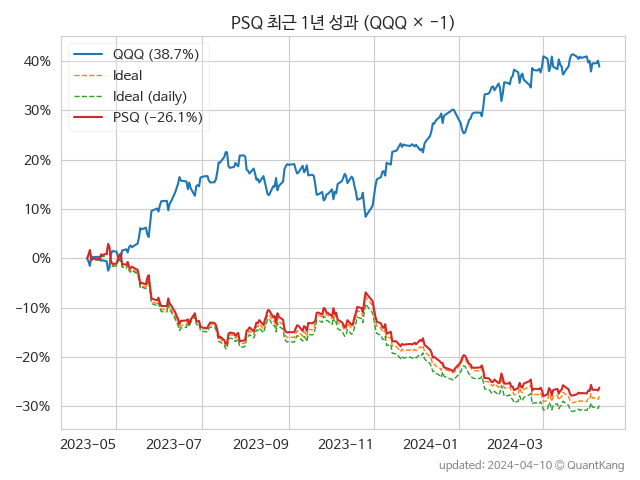 PSQ 최근 1년 성과 (QQQ × −1)
QQQ (38.7%)
Ideal
Ideal (daily)
PSQ (−26.1%)
40%
30%
20%
10%
0%
−10%
−20%
−30%
2023-05 2023-07 2023-09 2023-11 2024-01 2024-03
updated: 2024-04-10 © QuantKang